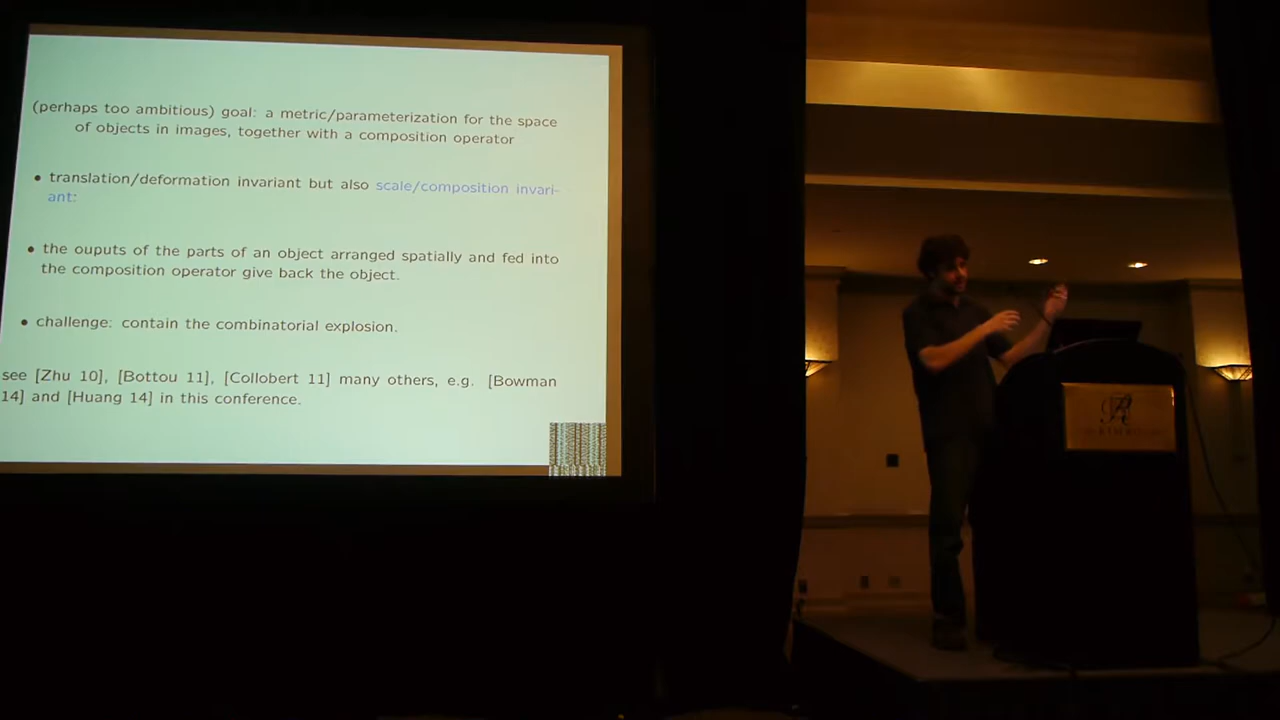 (perhaps too ambitious) goal: a metric/parameterization for the space
of objects in images, together with a composition operator
• translation/deformation invariant but also scale/composition invari-
ant:
• the ouputs of the parts of an object arranged spatially and fed into
the composition operator give back the object.
• challenge: contain the combinatorial explosion.
see [Zhu 10], [Bottou 11], [Collobert 11] many others, e.g. [Bowman
14] and [Huang 14] in this conference.